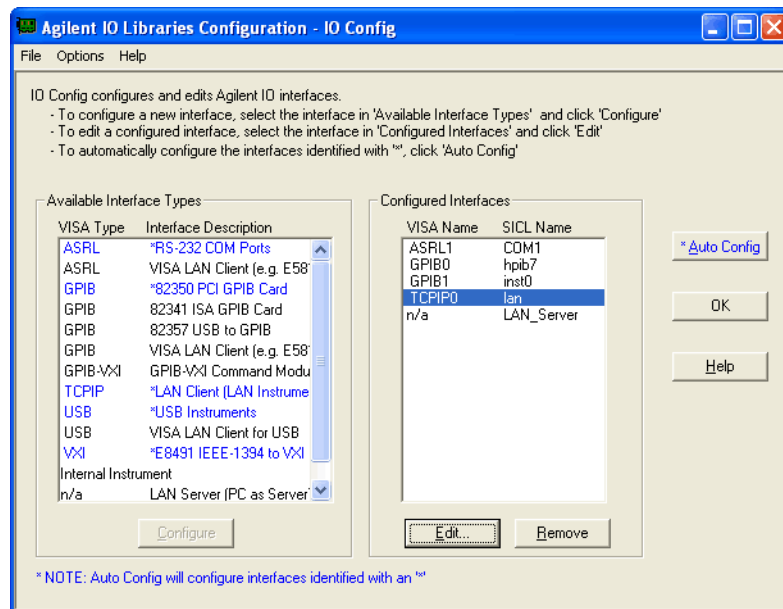 Agilent IO Libraries Configuration - IO Config
File Options Help
IO Config configures and edits Agilent IO interfaces.
- To configure a new interface, select the interface in 'Available Interface Types' and click 'Configure'
- To edit a configured interface, select the interface in 'Configured Interfaces' and click 'Edit'
- To automatically configure the interfaces identified with '*', click 'Auto Config'
Available Interface Types
VISA Type Interface Description
ASRL *RS-232 COM Ports
ASRL VISA LAN Client (e.g. E58
GPIB *82350 PCI GPIB Card
GPIB 82341 ISA GPIB Card
GPIB 82357 USB to GPIB
GPIB VISA LAN Client (e.g. E58
GPIB-VXI GPIB-VXI Command Modu
TCPIP *LAN Client (LAN Instrume
USB *USB Instruments
USB VISA LAN Client for USB
VXI *E8491 IEEE-1394 to VXI
Internal Instrument
n/a LAN Server (PC as Server
Configure
Configured Interfaces
VISA Name SICL Name
ASRL1 COM1
GPIB0 hpib7
GPIB1 inst0
TCPIP0 lan
n/a LAN_Server
Edit... Remove
* Auto Config
OK
Help
* NOTE: Auto Config will configure interfaces identified with an '*'